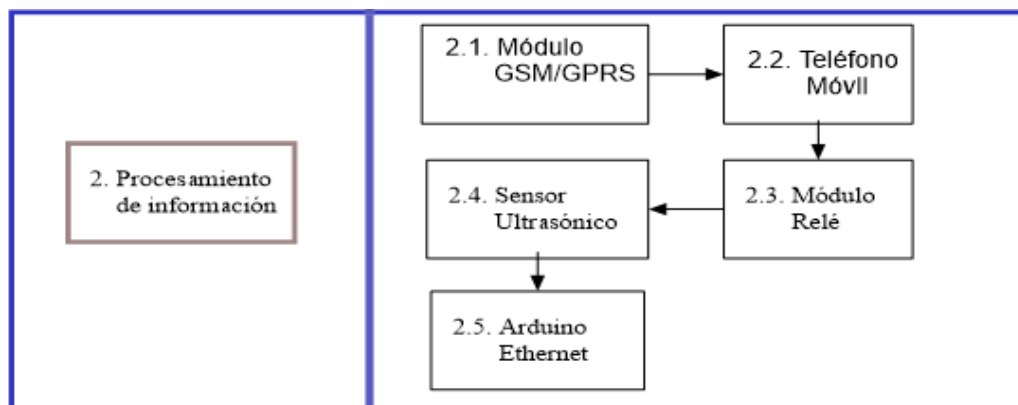 2. Procesamiento
de información
2.1. Módulo
GSM/GPRS
2.2. Teléfono
Móvll
2.3. Módulo
Relé
2.4. Sensor
Ultrasónico
2.5. Arduino
Ethernet